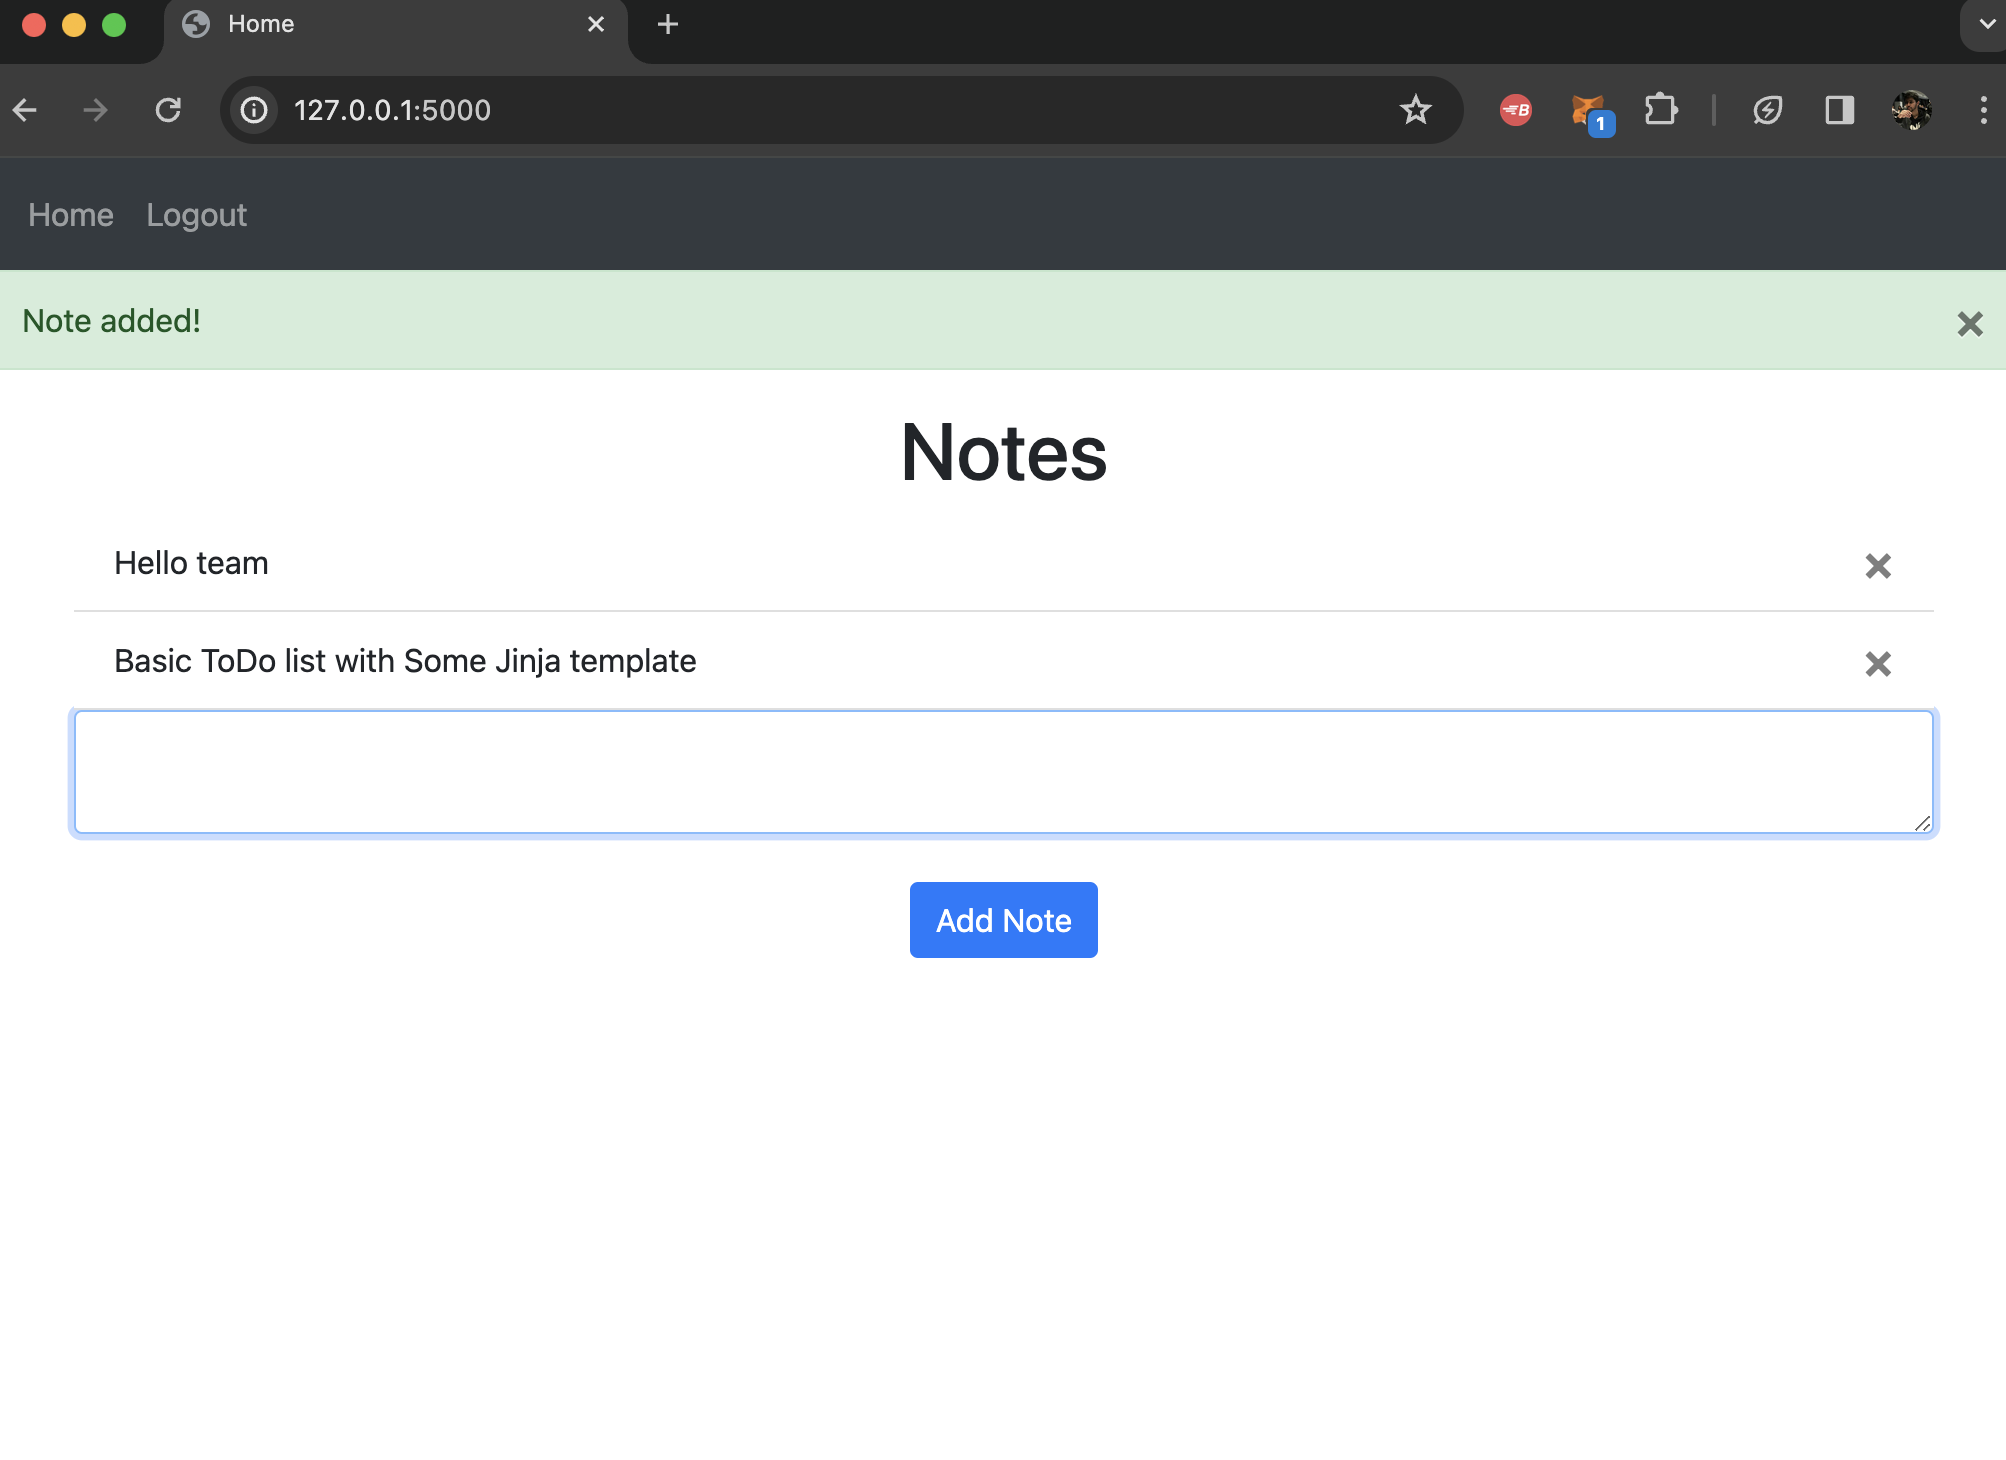 Home
127.0.0.1:5000
B
1
Home Logout
Note added!
Notes
Hello team
Basic ToDo list with Some Jinja template
Add Note